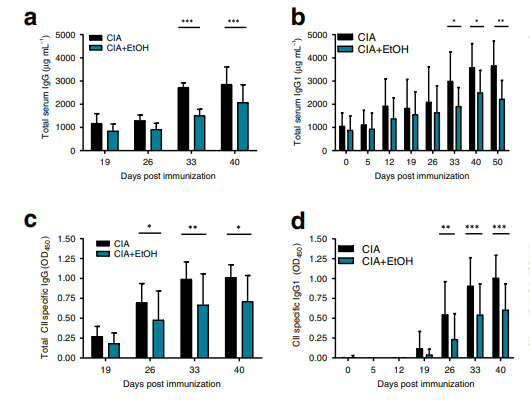 a
Total serum IgG (µg mL⁻¹)
5000
4000
3000
2000
1000
0
CIA
CIA+EtOH
***
***
19 26 33 40
Days post immunization
b
Total serum IgG1 (µg mL⁻¹)
5000
4000
3000
2000
1000
0
CIA
CIA+EtOH
*
*
**
0 5 12 19 26 33 40 50
Days post immunization
c
Total CII specific IgG (OD₄₅₀)
1.50
1.25
1.00
0.75
0.50
0.25
0.00
CIA
CIA+EtOH
*
**
*
19 26 33 40
Days post immunization
d
CII specific IgG1 (OD₄₅₀)
1.50
1.25
1.00
0.75
0.50
0.25
0.00
CIA
CIA+EtOH
**
***
***
0 5 12 19 26 33 40
Days post immunization